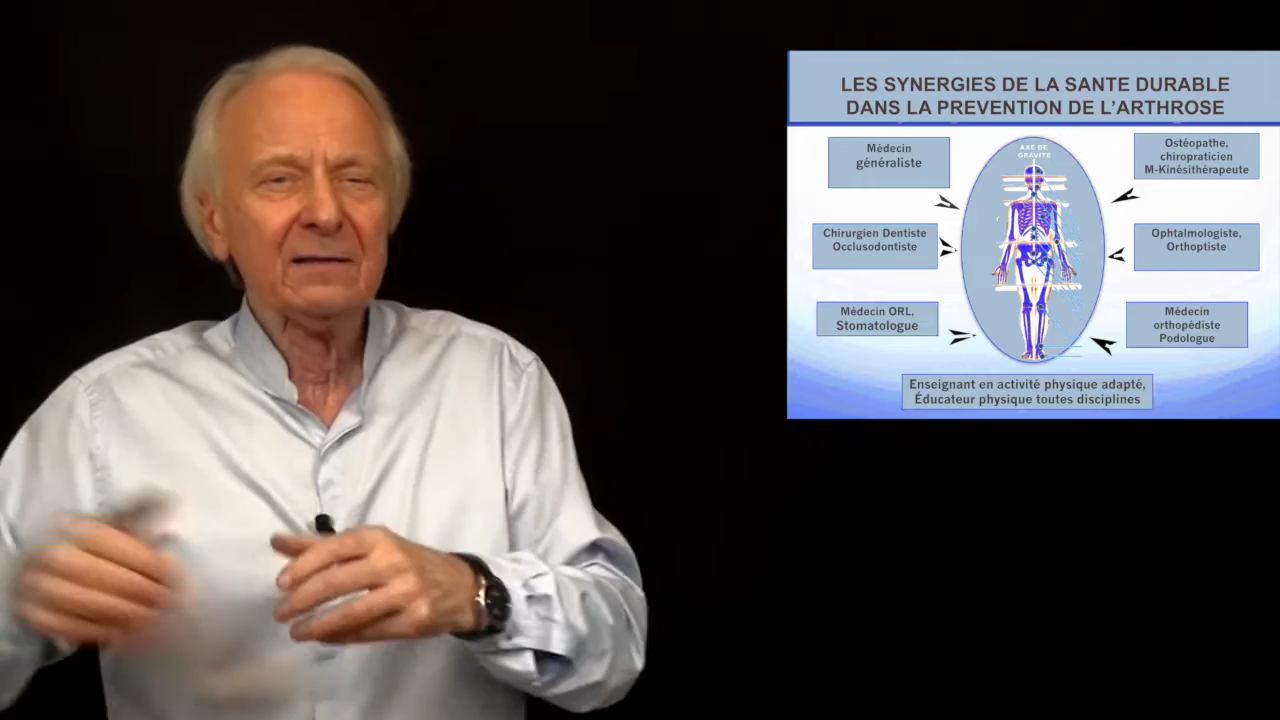 LES SYNERGIES DE LA SANTE DURABLE
DANS LA PREVENTION DE L'ARTHROSE
AXE DE
GRAVITE
Médecin
généraliste
Ostéopathe,
chiropraticien
M-Kinésithérapeute
Chirurgien Dentiste
Occlusodontiste
Ophtalmologiste,
Orthoptiste
Médecin ORL,
Stomatologue
Médecin
orthopédiste
Podologue
Enseignant en activité physique adapté,
Éducateur physique toutes disciplines